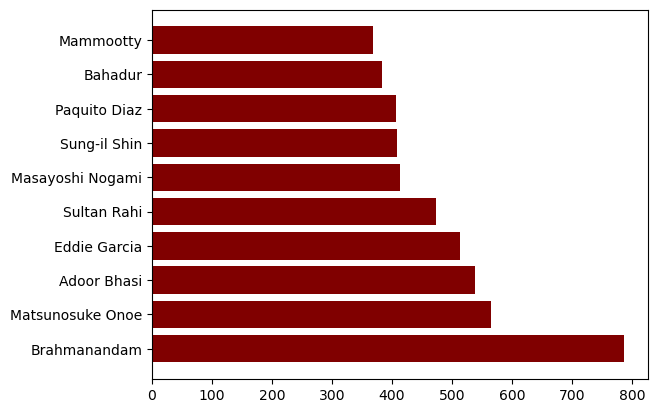 Mammootty
Bahadur
Paquito Diaz
Sung-il Shin
Masayoshi Nogami
Sultan Rahi
Eddie Garcia
Adoor Bhasi
Matsunosuke Onoe
Brahmanandam
0 100 200 300 400 500 600 700 800